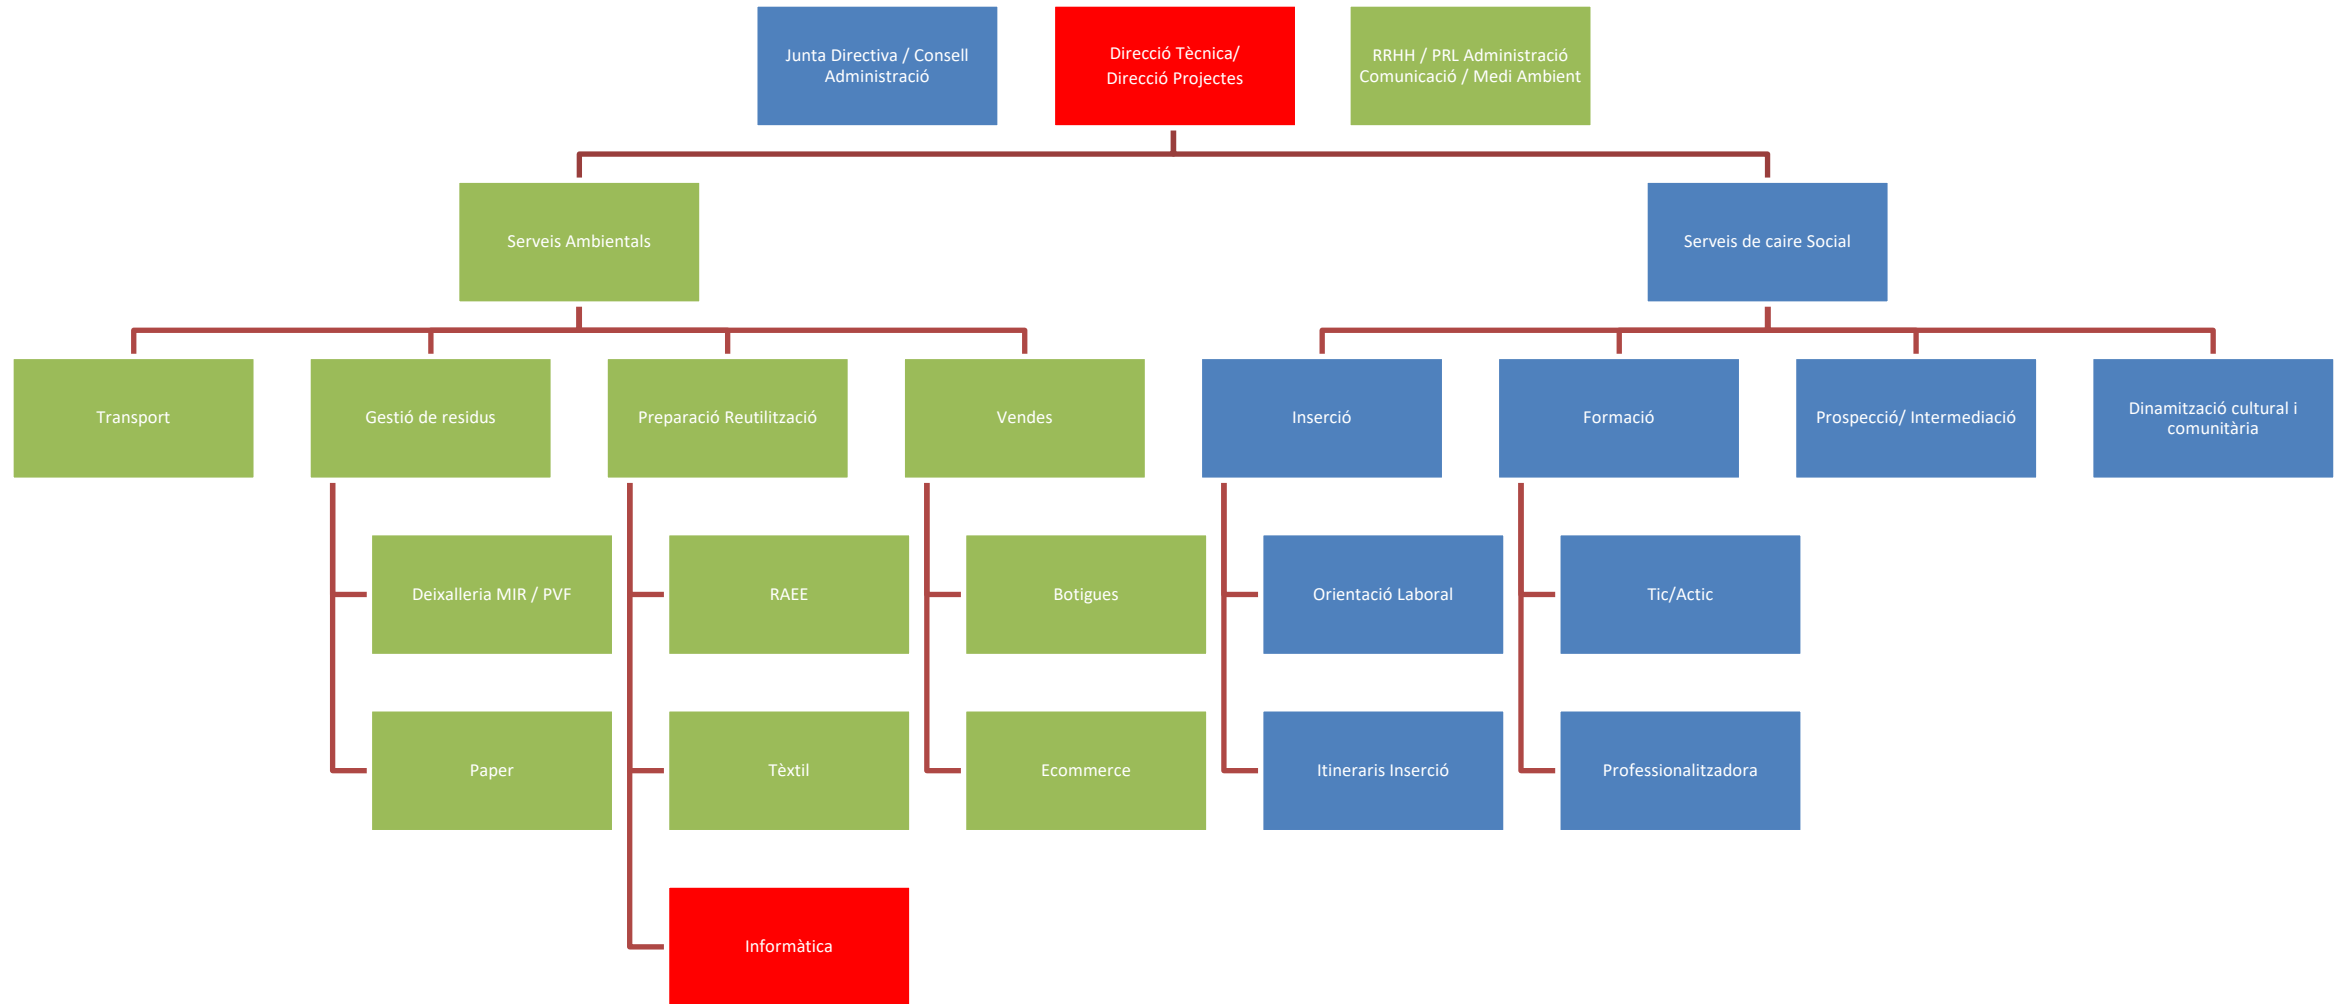 Junta Directiva / Consell
Administració
Direcció Tècnica/
Direcció Projectes
RRHH / PRL Administració
Comunicació / Medi Ambient
Serveis Ambientals
Serveis de caire Social
Transport
Gestió de residus
Preparació Reutilització
Vendes
Inserció
Formació
Prospecció/ Intermediació
Dinamització cultural i
comunitària
Deixalleria MIR / PVF
RAEE
Botigues
Orientació Laboral
Tic/Actic
Paper
Tèxtil
Ecommerce
Itineraris Inserció
Professionalitzadora
Informàtica